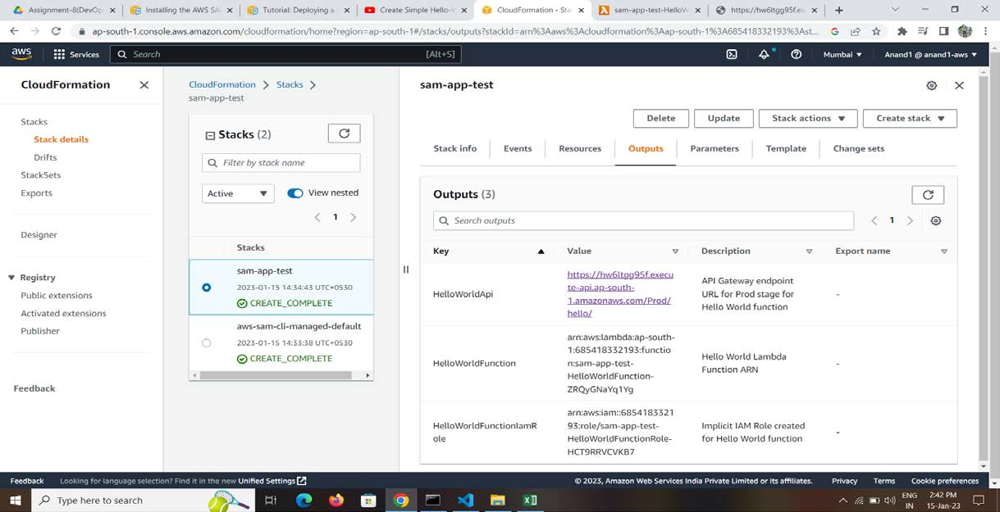 Assignment-8(DevOp
Installing the AWS SA
Tutorial: Deploying a
Create Simple Hello-W
CloudFormation - Sta
sam-app-test-HelloW
https://hw6ltgg95f.ex
ap-south-1.console.aws.amazon.com/cloudformation/home?region=ap-south-1#/stacks/outputs?stackId=arn%3Aaws%3Acloudformation%3Aap-south-1%3A685418332193%3Ast...
aws
Services
Search
[Alt+S]
Mumbai
Anand1 @ anand1-aws
CloudFormation
Stacks
Stack details
Drifts
StackSets
Exports
Designer
Registry
Public extensions
Activated extensions
Publisher
Feedback
CloudFormation
Stacks
sam-app-test
Stacks (2)
Filter by stack name
Active
View nested
1
Stacks
sam-app-test
2023-01-15 14:34:43 UTC+0530
CREATE_COMPLETE
aws-sam-cli-managed-default
2023-01-15 14:33:38 UTC+0530
CREATE_COMPLETE
sam-app-test
Delete
Update
Stack actions
Create stack
Stack info
Events
Resources
Outputs
Parameters
Template
Change sets
Outputs (3)
Search outputs
1
Key
Value
Description
Export name
HelloWorldApi
https://hw6ltgg95f.execu
te-api.ap-south-
1.amazonaws.com/Prod/
hello/
API Gateway endpoint
URL for Prod stage for
Hello World function
-
HelloWorldFunction
arn:aws:lambda:ap-south-
1:685418332193:functio
n:sam-app-test-
HelloWorldFunction-
ZRQyGNaYq1Yg
Hello World Lambda
Function ARN
-
HelloWorldFunctionIamR
ole
arn:aws:iam::6854183321
93:role/sam-app-test-
HelloWorldFunctionRole-
HCT9RRVCVKB7
Implicit IAM Role created
for Hello World function
-
Feedback
Looking for language selection? Find it in the new Unified Settings
© 2023, Amazon Web Services India Private Limited or its affiliates.
Privacy
Terms
Cookie preferences
Type here to search
ENG
IN
2:42 PM
15-Jan-23